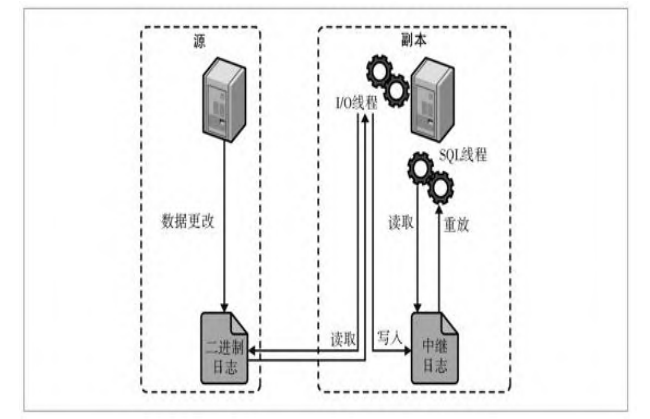 源
副本
I/O线程
SQL线程
数据更改
读取
重放
读取
写入
二进制
日志
中继
日志